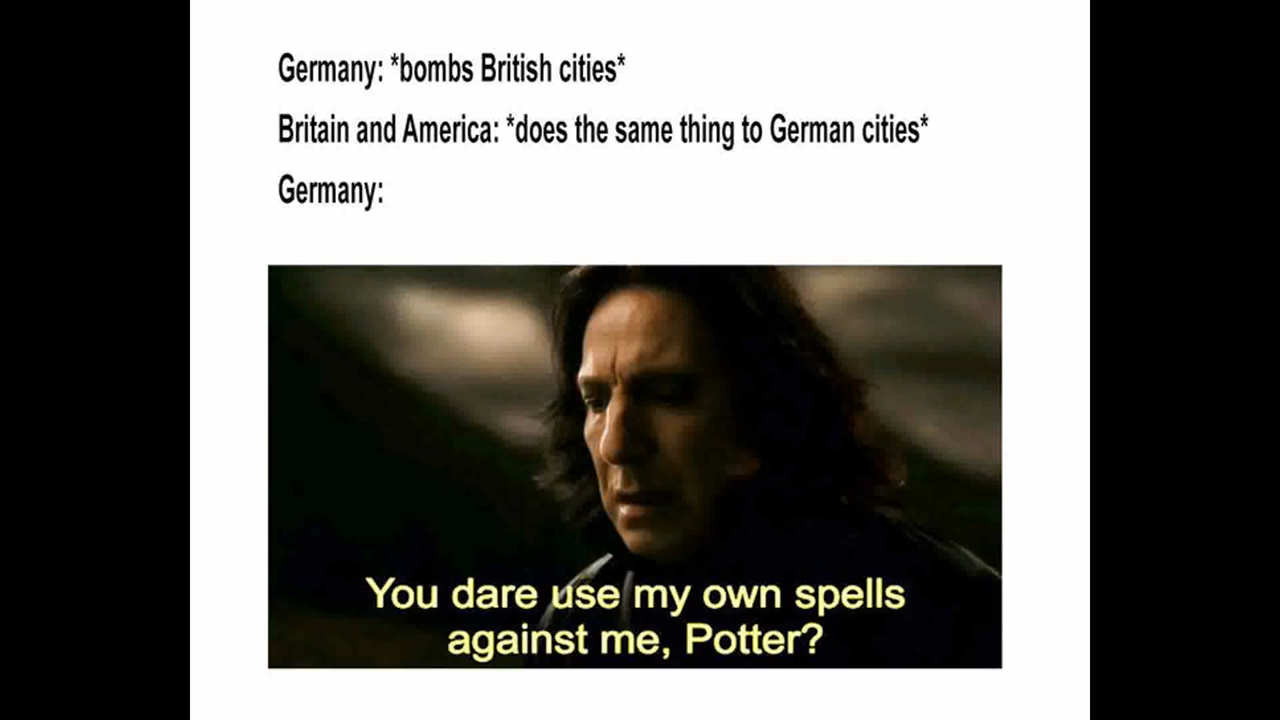 Germany: *bombs British cities*
Britain and America: *does the same thing to German cities*
Germany:
You dare use my own spells
against me, Potter?